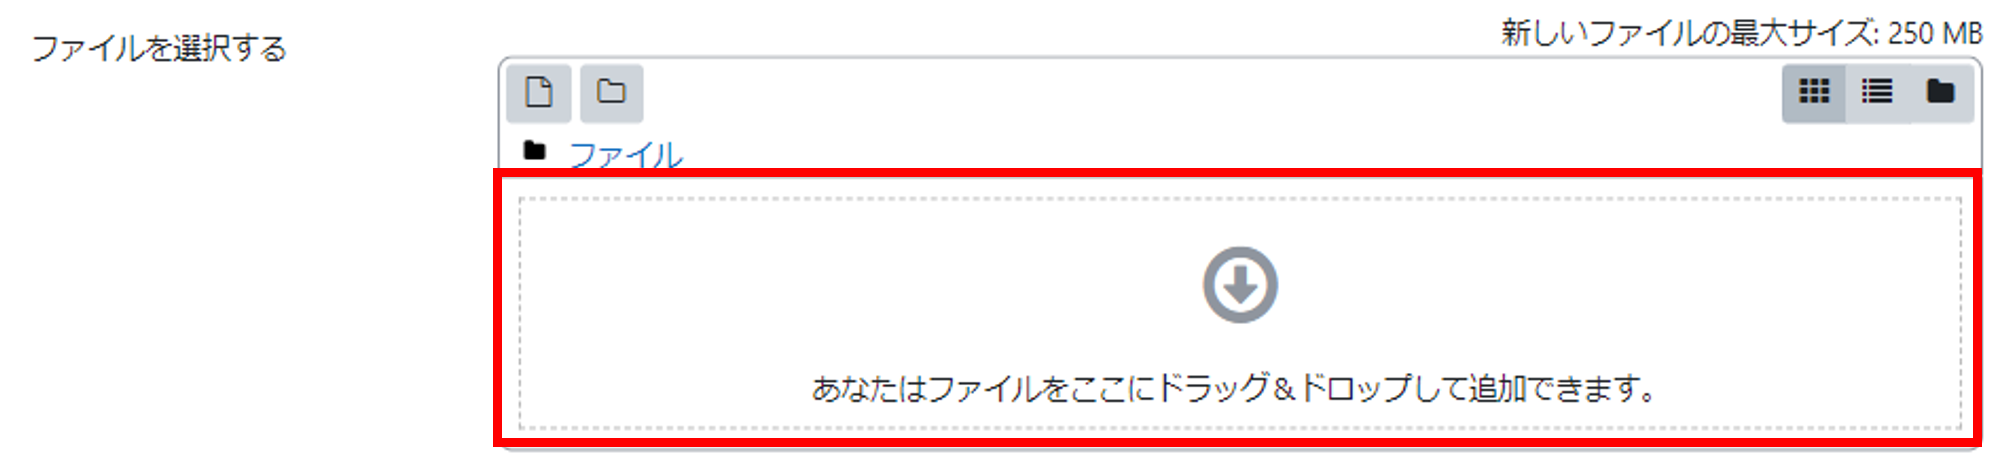 新しいファイルの最大サイズ: 250 MB
ファイルを選択する
ファイル
あなたはファイルをここにドラッグ＆ドロップして追加できます。